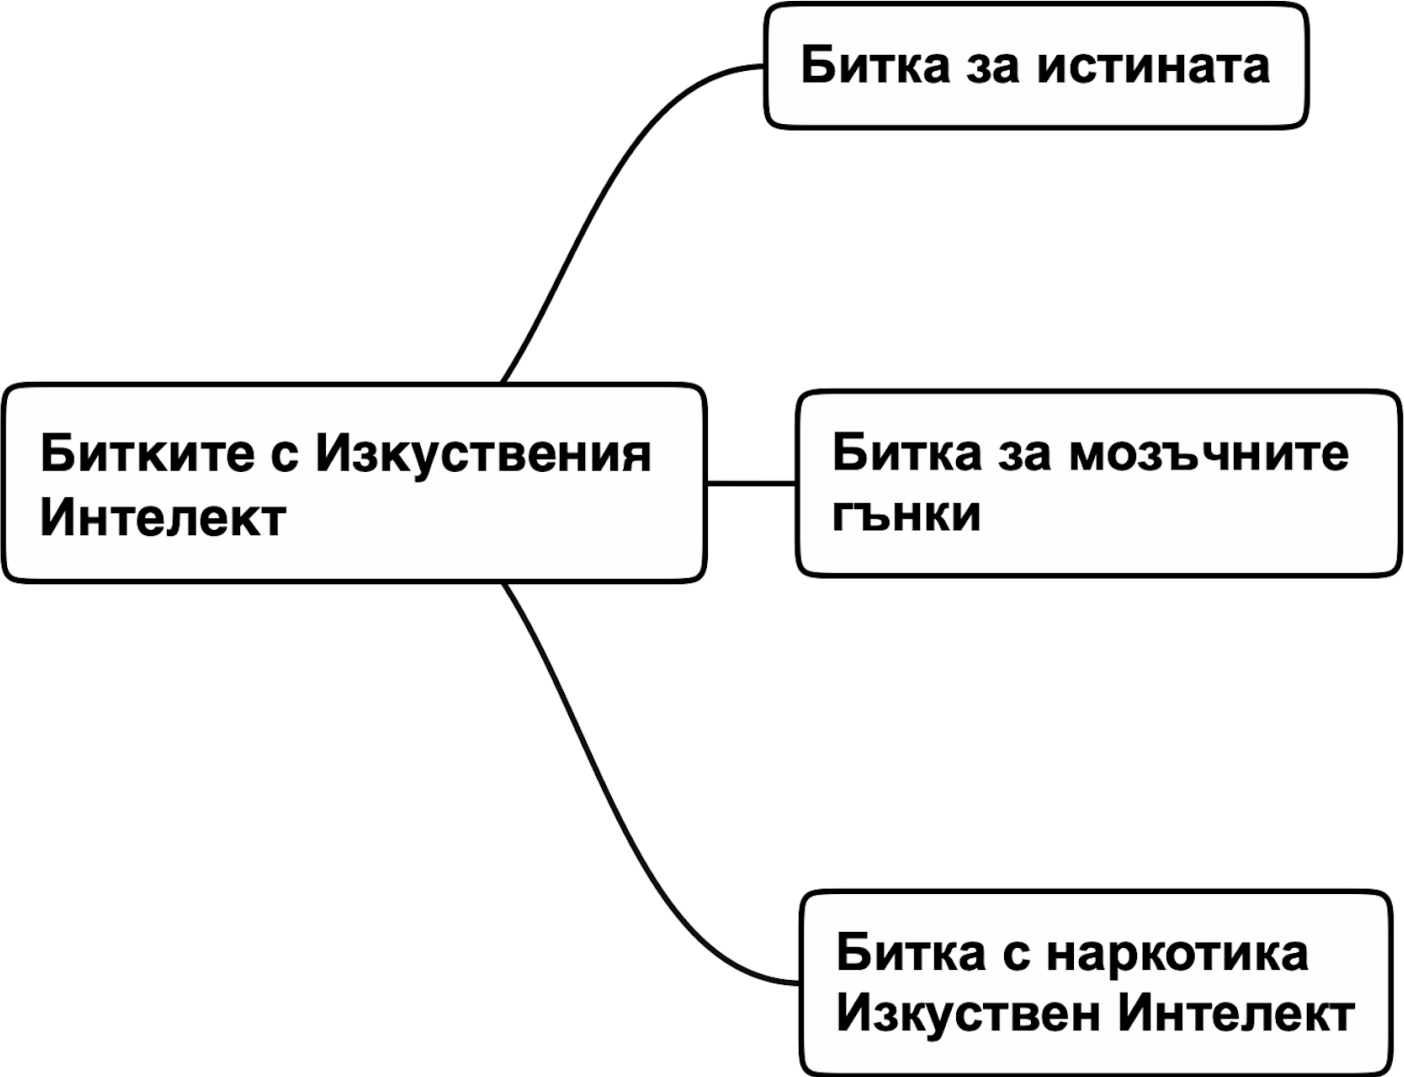 Битка за истината
Битките с Изкуствения
Интелект
Битка за мозъчните
гънки
Битка с наркотика
Изкуствен Интелект